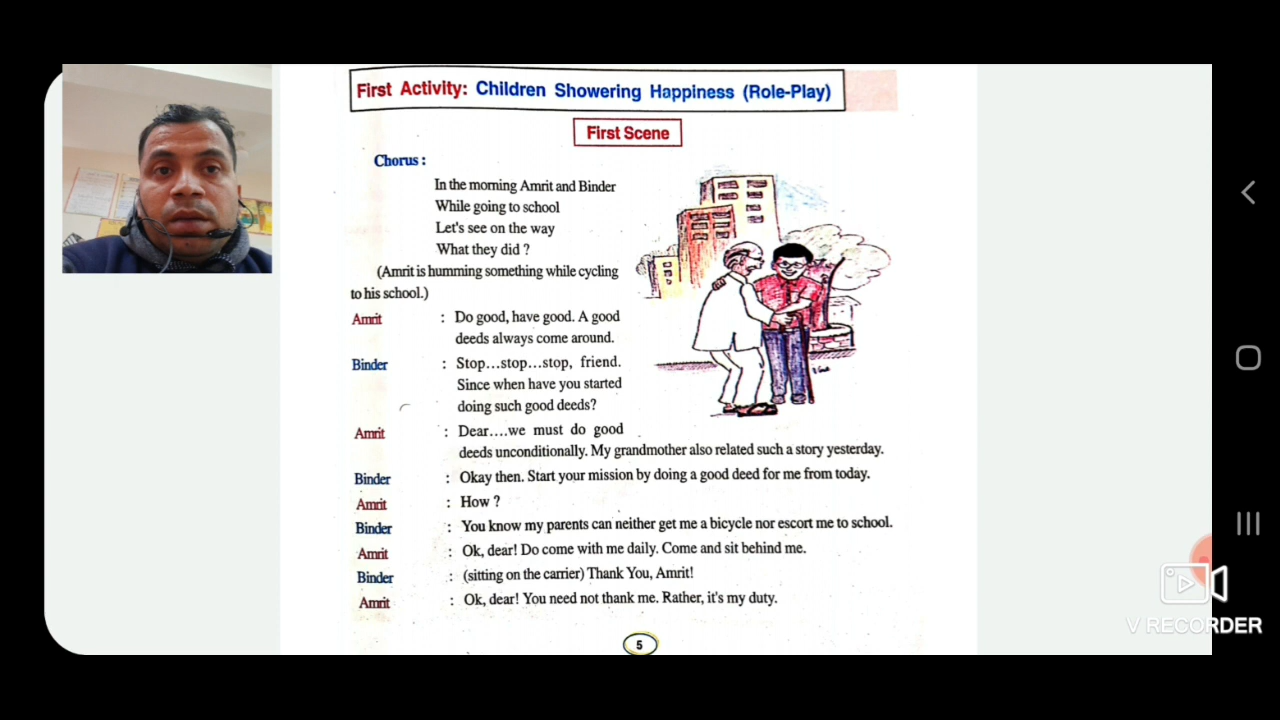 First Activity: Children Showering Happiness (Role-Play)
First Scene
Chorus :
In the morning Amrit and Binder
While going to school
Let's see on the way
What they did ?
(Amrit is humming something while cycling
to his school.)
Amrit : Do good, have good. A good
deeds always come around.
Binder : Stop...stop...stop, friend.
Since when have you started
doing such good deeds?
Amrit : Dear....we must do good
deeds unconditionally. My grandmother also related such a story yesterday.
Binder : Okay then. Start your mission by doing a good deed for me from today.
Amrit : How ?
Binder : You know my parents can neither get me a bicycle nor escort me to school.
Amrit : Ok, dear! Do come with me daily. Come and sit behind me.
Binder : (sitting on the carrier) Thank You, Amrit!
Amrit : Ok, dear! You need not thank me. Rather, it's my duty.
5
V RECORDER